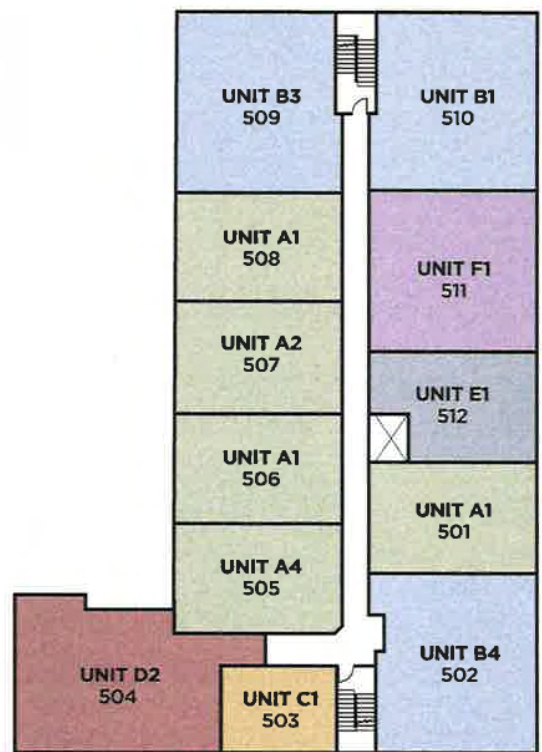 UNIT B3
509
UNIT B1
510
UNIT A1
508
UNIT F1
511
UNIT A2
507
UNIT E1
512
UNIT A1
506
UNIT A1
501
UNIT A4
505
UNIT B4
502
UNIT D2
504
UNIT C1
503